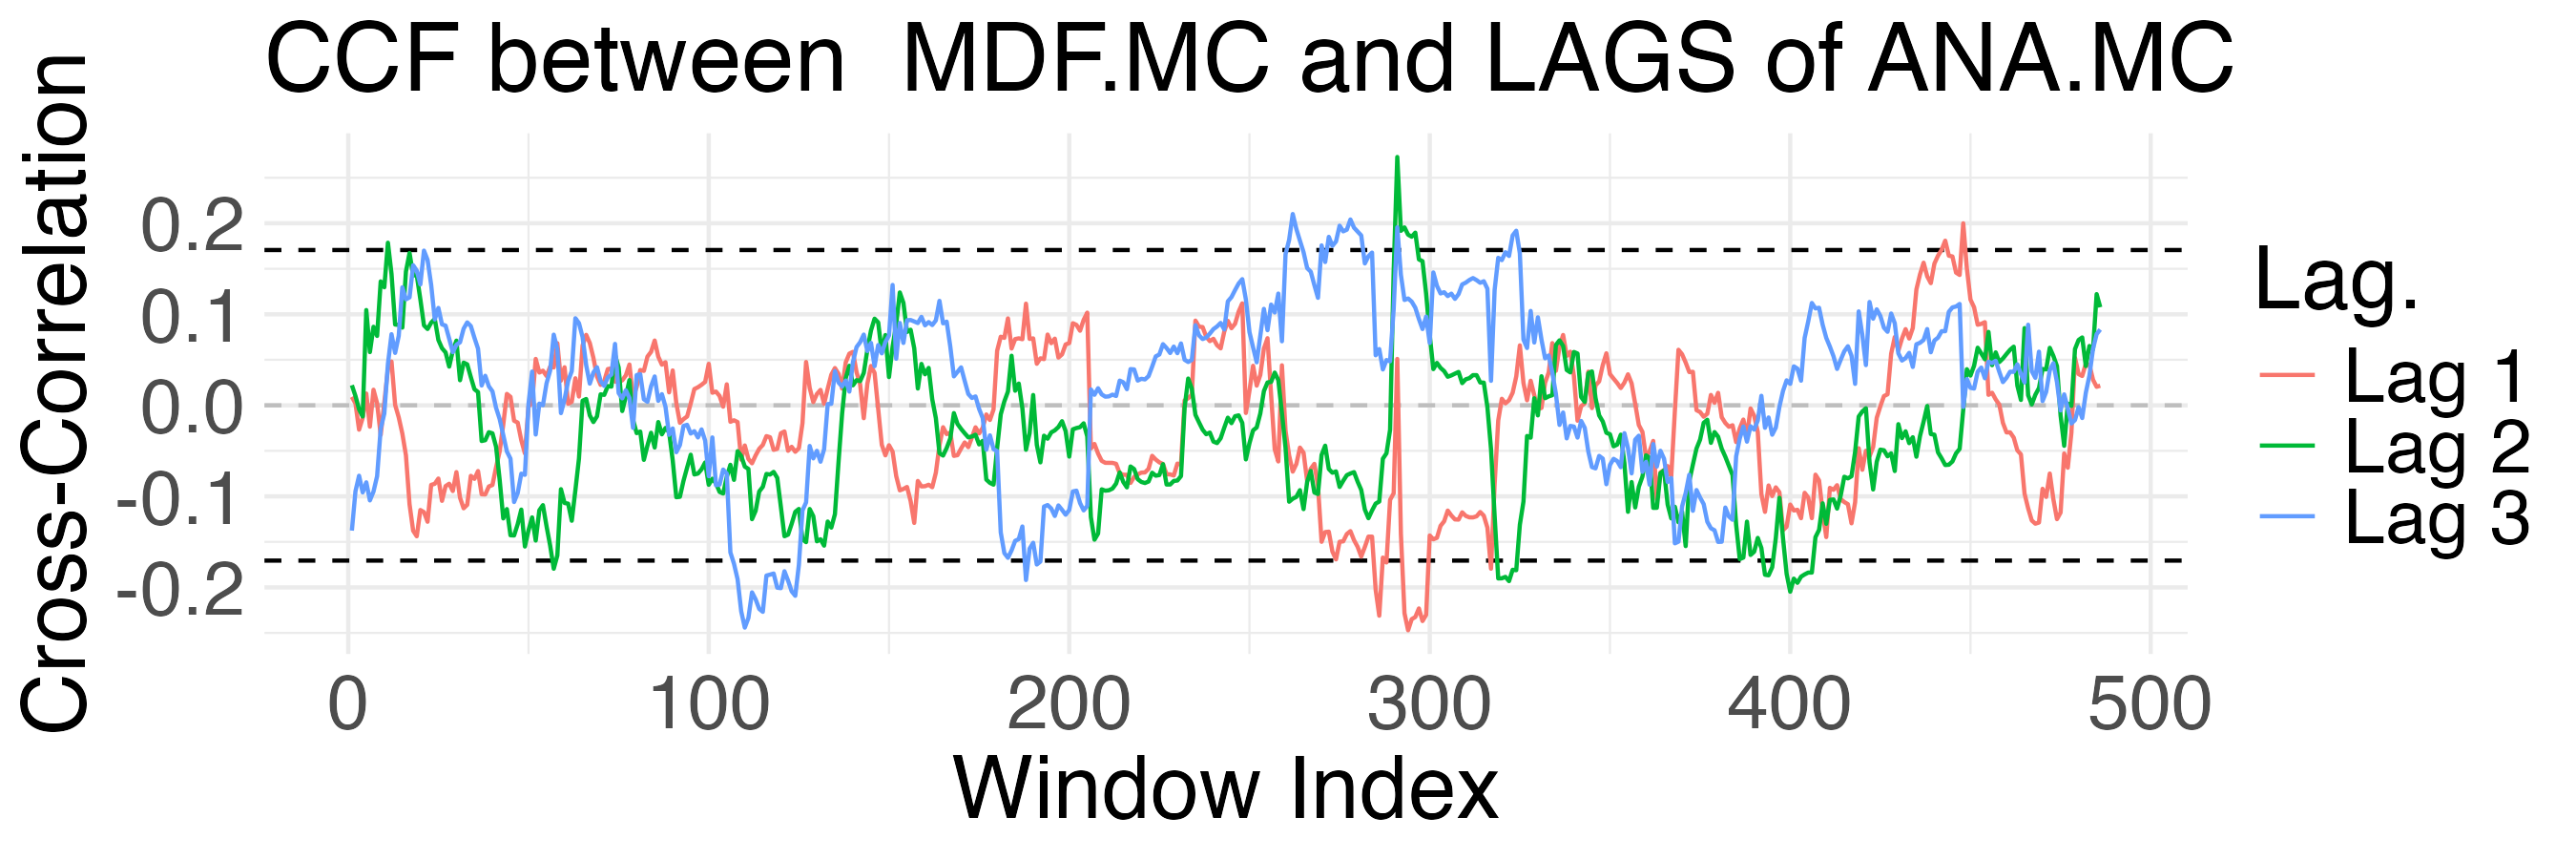 CCF between  MDF.MC and LAGS of ANA.MC
Cross-Correlation
0.2
0.1
0.0
-0.1
-0.2
0 100 200 300 400 500
Window Index
Lag.
Lag 1
Lag 2
Lag 3